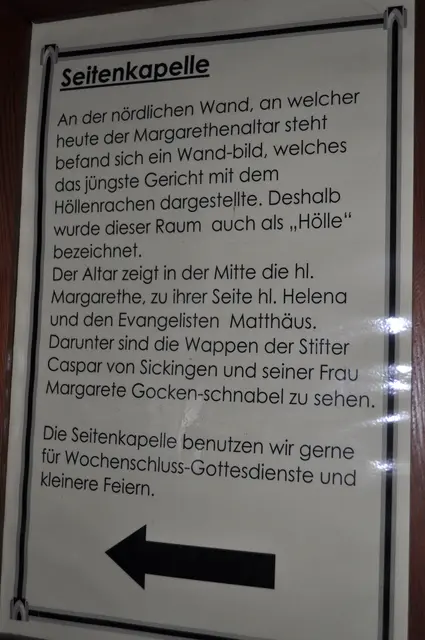 Seitenkapelle
An der nördlichen Wand, an welcher
heute der Margarethenaltar steht
befand sich ein Wand-bild, welches
das jüngste Gericht mit dem
Höllenrachen dargestellte. Deshalb
wurde dieser Raum auch als „Hölle“
bezeichnet.
Der Altar zeigt in der Mitte die hl.
Margarethe, zu ihrer Seite hl. Helena
und den Evangelisten Matthäus.
Darunter sind die Wappen der Stifter
Caspar von Sickingen und seiner Frau
Margarete Gocken-schnabel zu sehen.
Die Seitenkapelle benutzen wir gerne
für Wochenschluss-Gottesdienste und
kleinere Feiern.